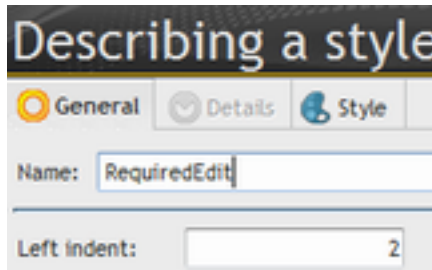 Describing a style
General Details Style
Name: RequiredEdit
Left indent: 2